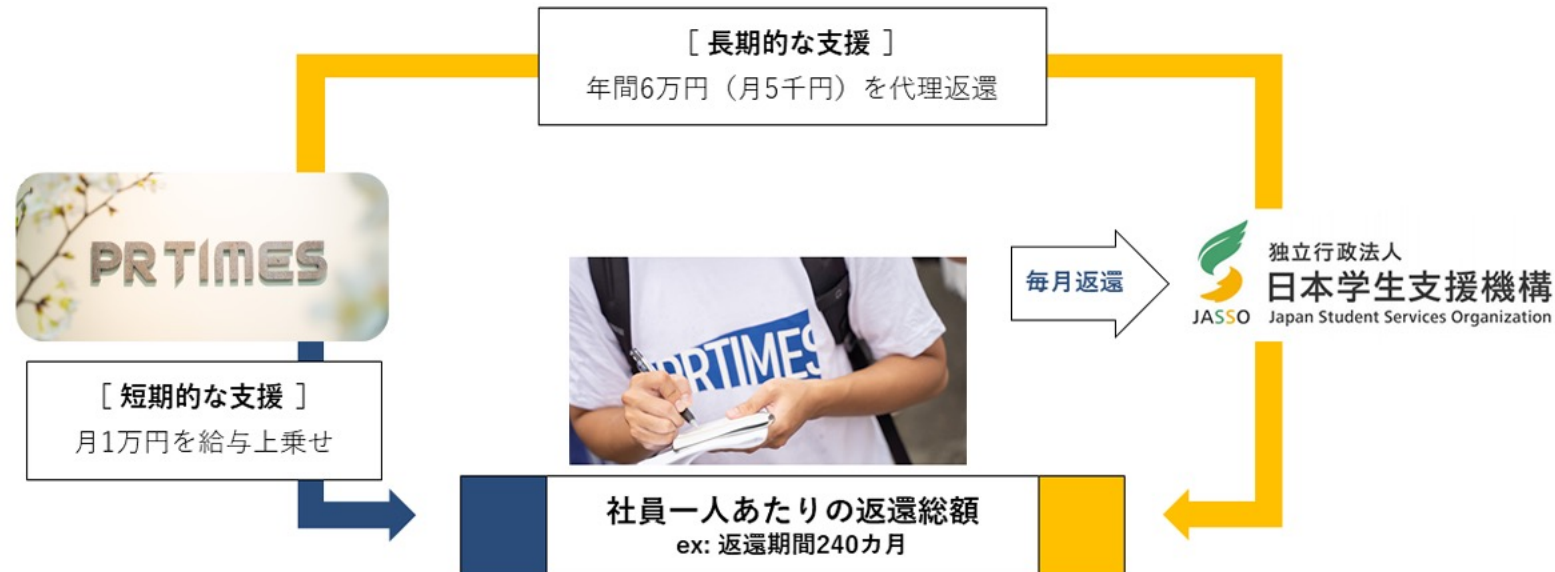 ［ 長期的な支援 ］
年間6万円（月5千円）を代理返還
PR TIMES
［ 短期的な支援 ］
月1万円を給与上乗せ
PRTIMES
毎月返還
独立行政法人
日本学生支援機構
JASSO Japan Student Services Organization
社員一人あたりの返還総額
ex: 返還期間240カ月